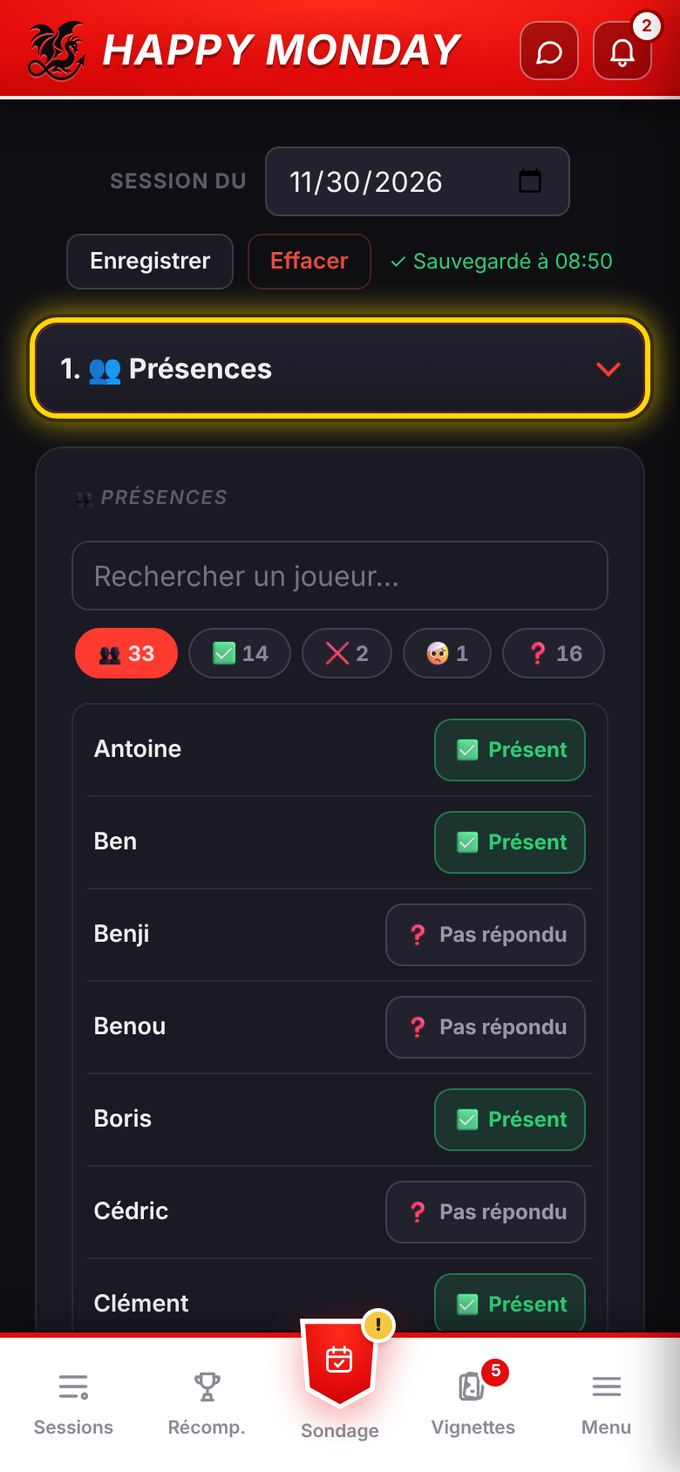 HAPPY MONDAY
2
SESSION DU 11/30/2026
Enregistrer Effacer ✓ Sauvegardé à 08:50
1. 👥 Présences
👥 PRÉSENCES
Rechercher un joueur...
👥 33 ✅ 14 ❌ 2 🤕 1 ❓ 16
Antoine ✅ Présent
Ben ✅ Présent
Benji ❓ Pas répondu
Benou ❓ Pas répondu
Boris ✅ Présent
Cédric ❓ Pas répondu
Clément ✅ Présent
!
5
Sessions Récomp. Sondage Vignettes Menu